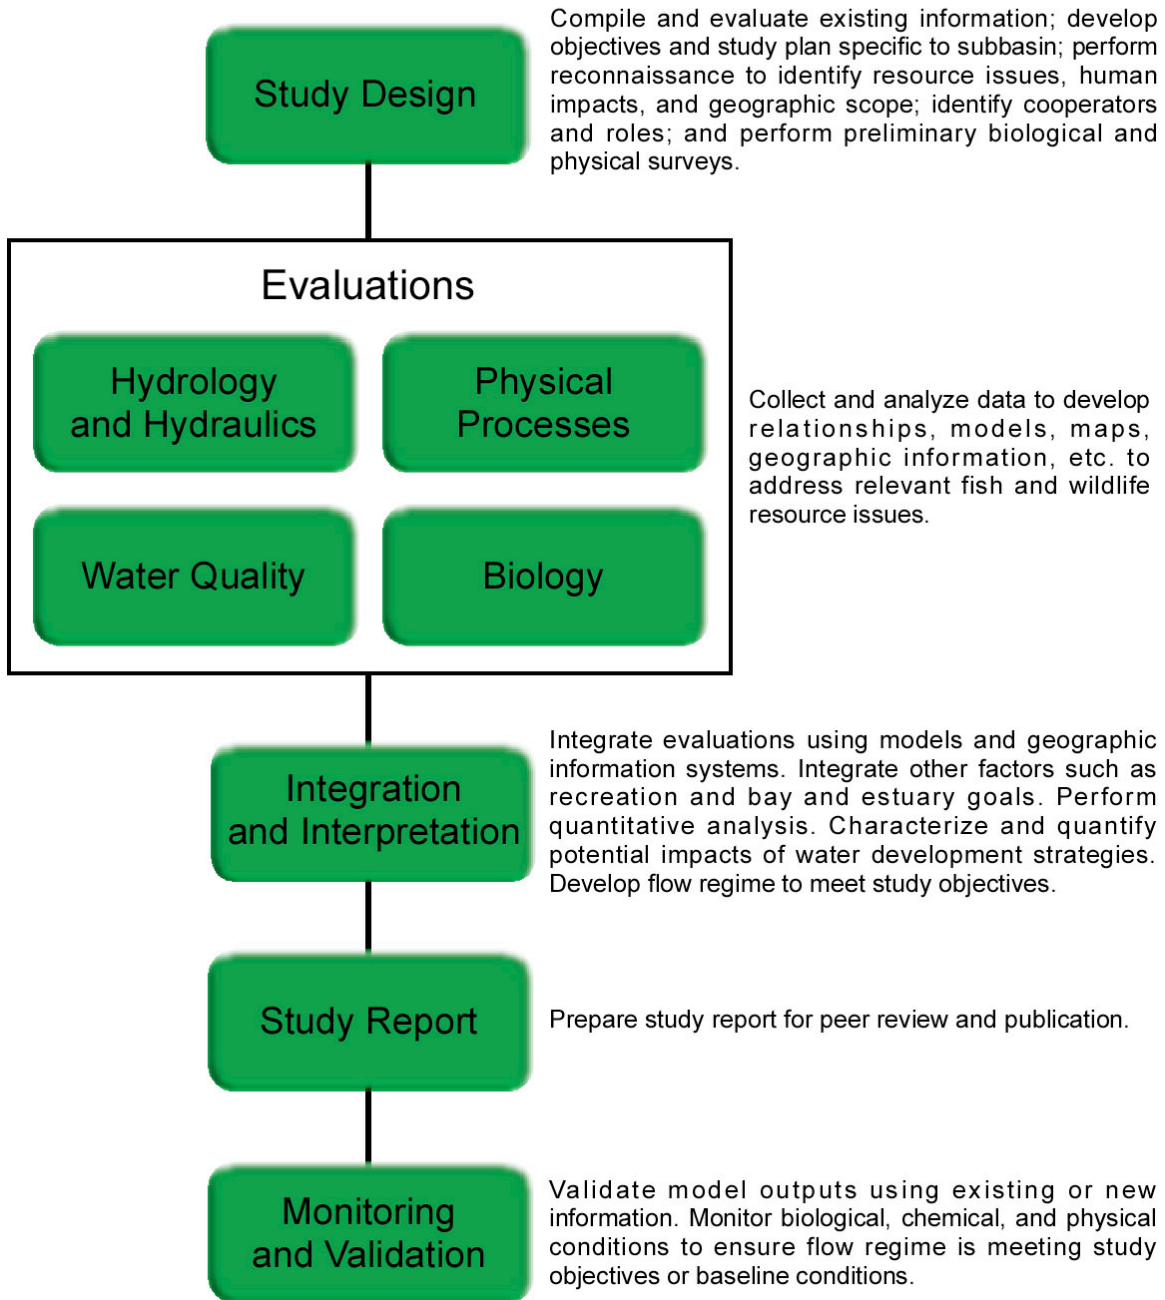 Compile and evaluate existing information; develop
objectives and study plan specific to subbasin; perform
reconnaissance to identify resource issues, human
impacts, and geographic scope; identify cooperators
and roles; and perform preliminary biological and
physical surveys.
Study Design
Evaluations
Hydrology
and Hydraulics
Physical
Processes
Water Quality
Biology
Collect and analyze data to develop
relationships, models, maps,
geographic information, etc. to
address relevant fish and wildlife
resource issues.
Integration
and Interpretation
Integrate evaluations using models and geographic
information systems. Integrate other factors such as
recreation and bay and estuary goals. Perform
quantitative analysis. Characterize and quantify
potential impacts of water development strategies.
Develop flow regime to meet study objectives.
Study Report
Prepare study report for peer review and publication.
Monitoring
and Validation
Validate model outputs using existing or new
information. Monitor biological, chemical, and physical
conditions to ensure flow regime is meeting study
objectives or baseline conditions.